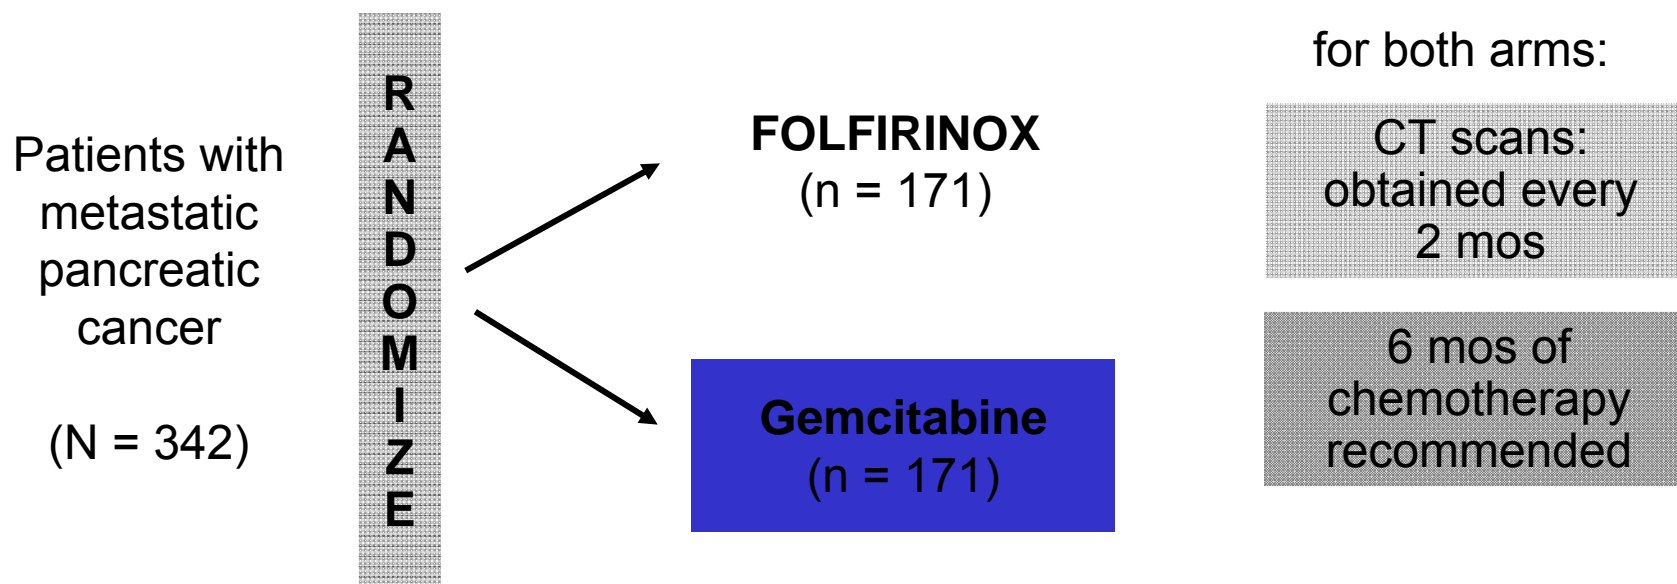 Patients with
metastatic
pancreatic
cancer
(N = 342)
RANDOMIZE
FOLFIRINOX
(n = 171)
Gemcitabine
(n = 171)
for both arms:
CT scans:
obtained every
2 mos
6 mos of
chemotherapy
recommended